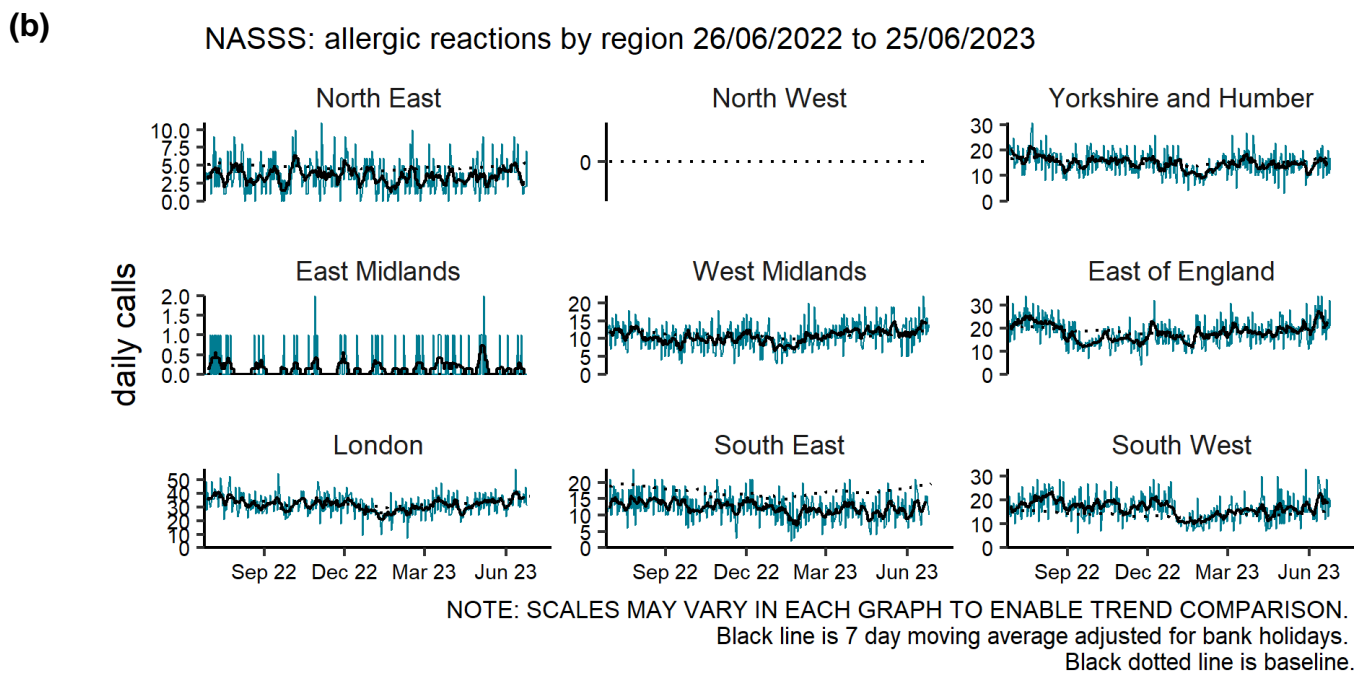 (b)
NASSS: allergic reactions by region 26/06/2022 to 25/06/2023
daily calls
North East
10.0
7.5
5.0
2.5
0.0
North West
0
Yorkshire and Humber
30
20
10
0
East Midlands
2.0
1.5
1.0
0.5
0.0
West Midlands
20
15
10
5
0
East of England
30
20
10
0
London
50
40
30
20
10
0
South East
20
15
10
5
0
South West
30
20
10
0
Sep 22 Dec 22 Mar 23 Jun 23
Sep 22 Dec 22 Mar 23 Jun 23
Sep 22 Dec 22 Mar 23 Jun 23
NOTE: SCALES MAY VARY IN EACH GRAPH TO ENABLE TREND COMPARISON.
Black line is 7 day moving average adjusted for bank holidays.
Black dotted line is baseline.